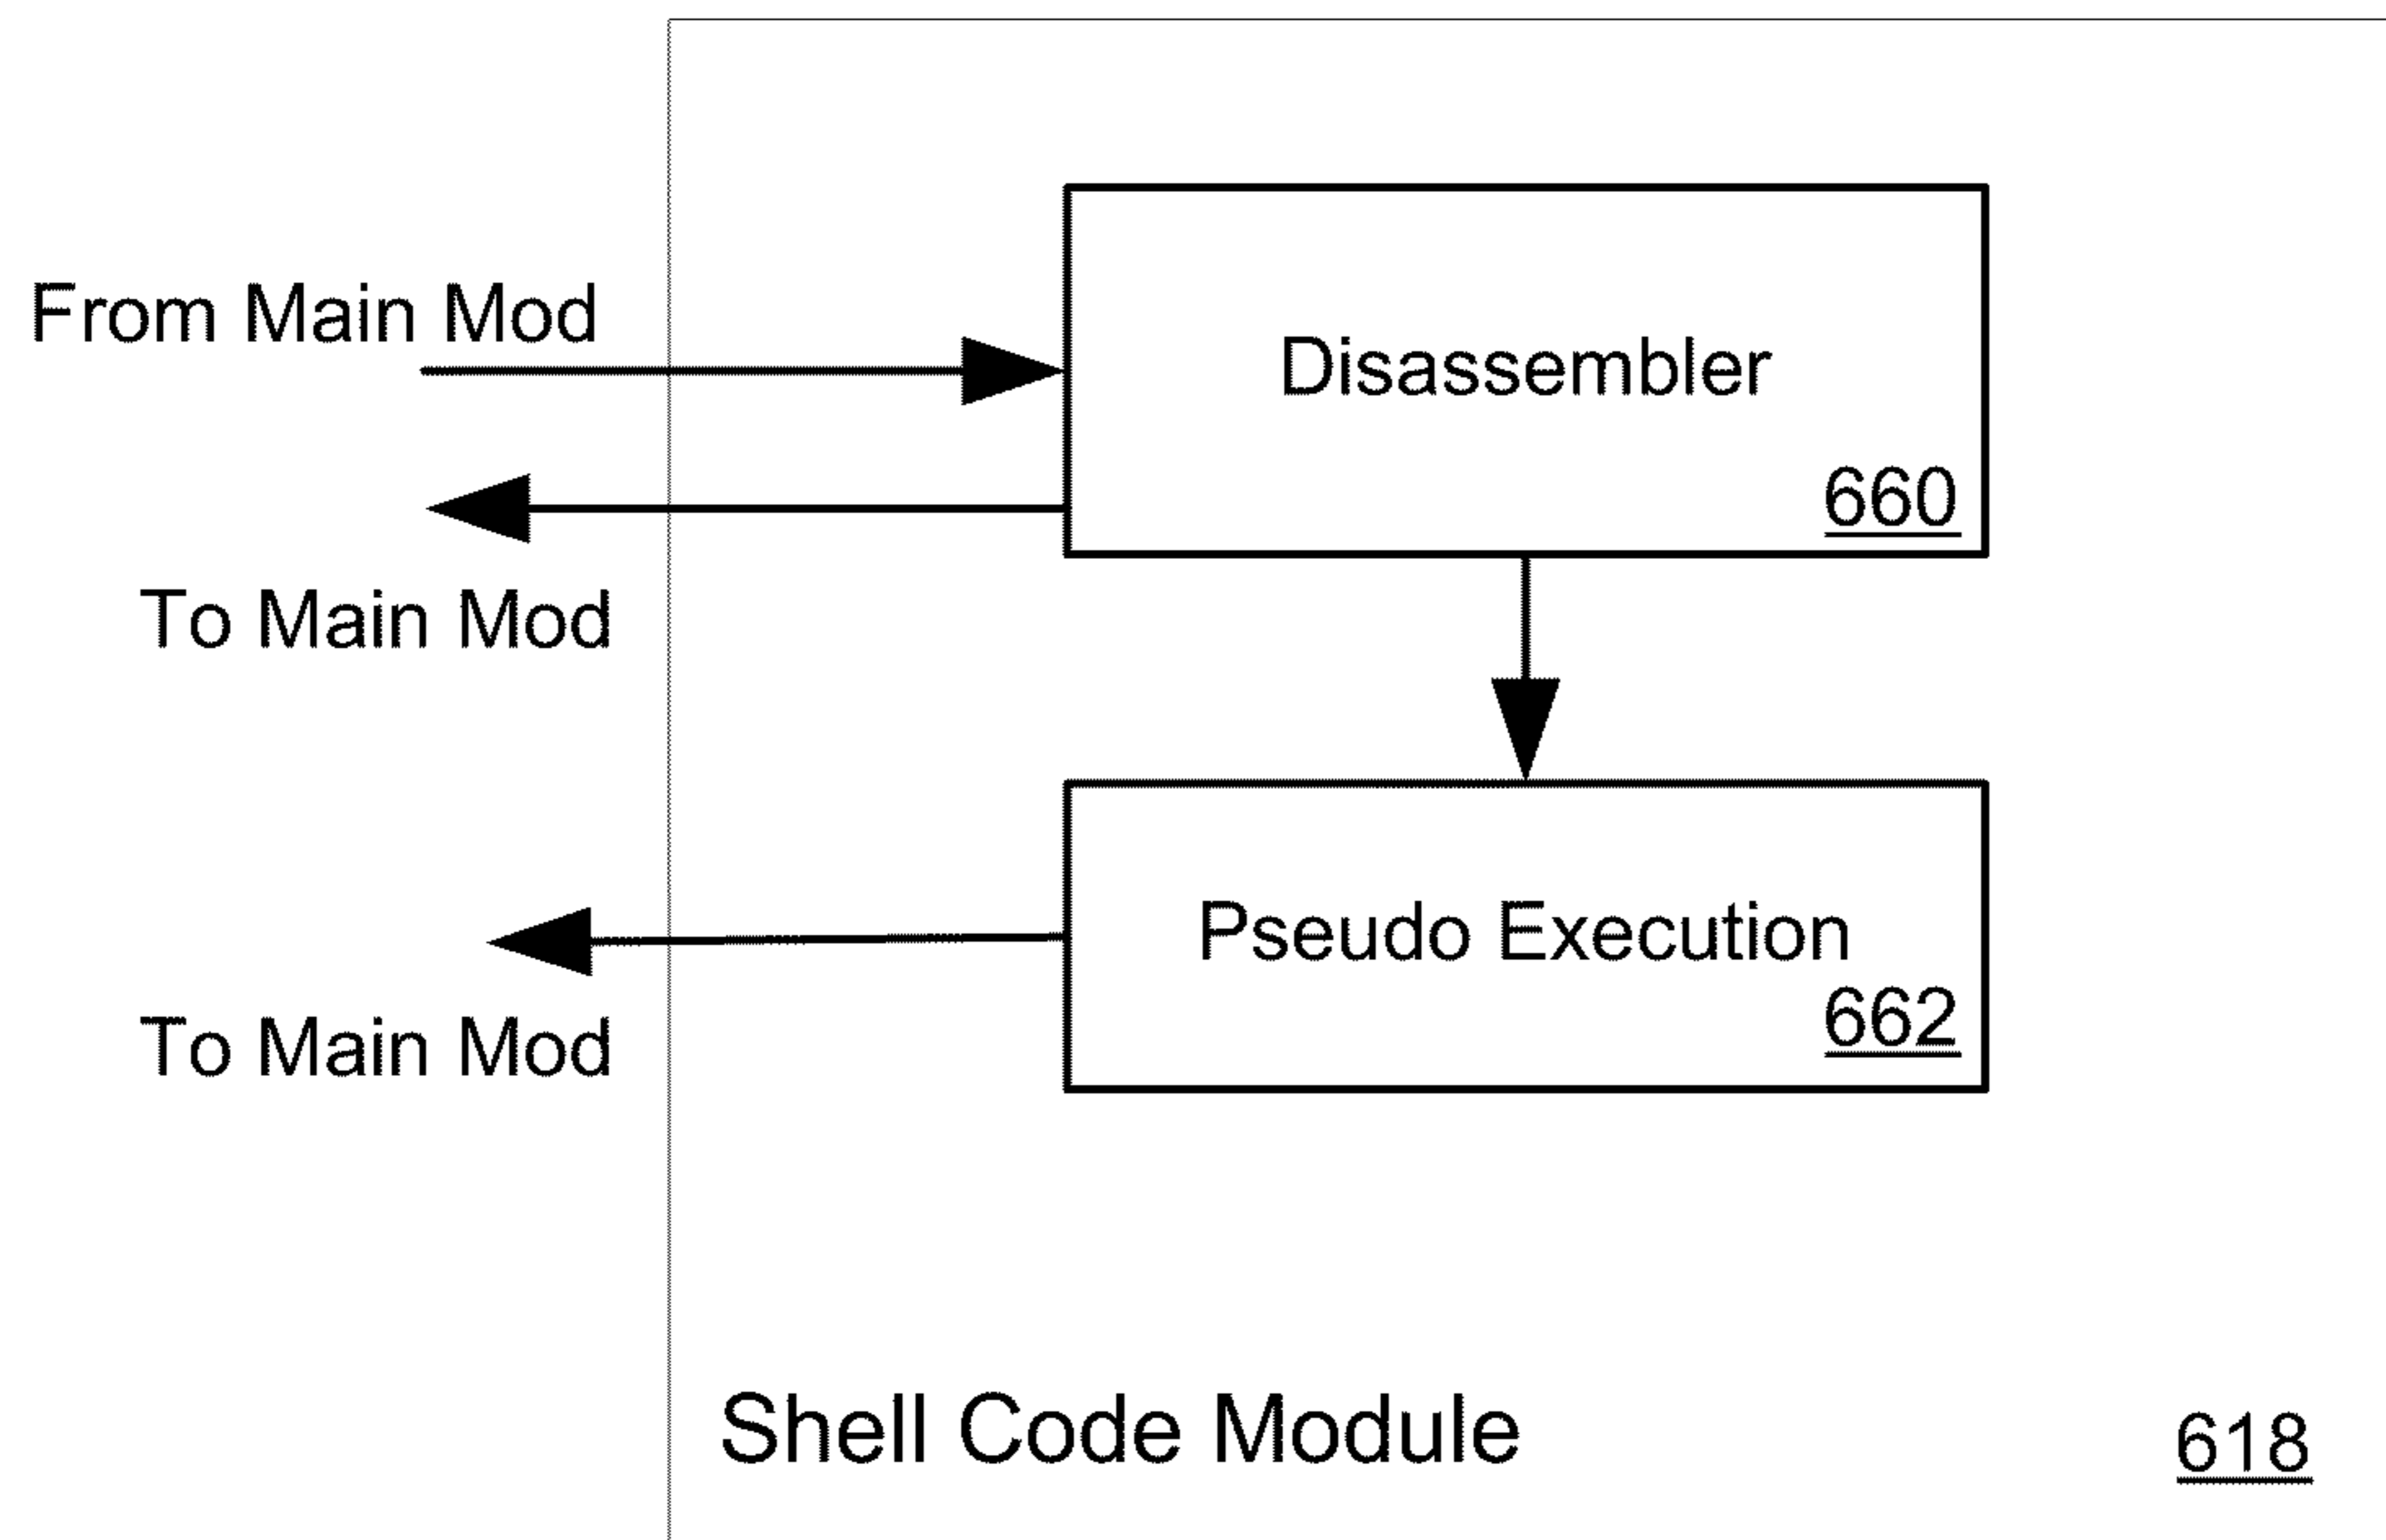 From Main Mod
Disassembler
660
To Main Mod
Pseudo Execution
662
To Main Mod
Shell Code Module
618